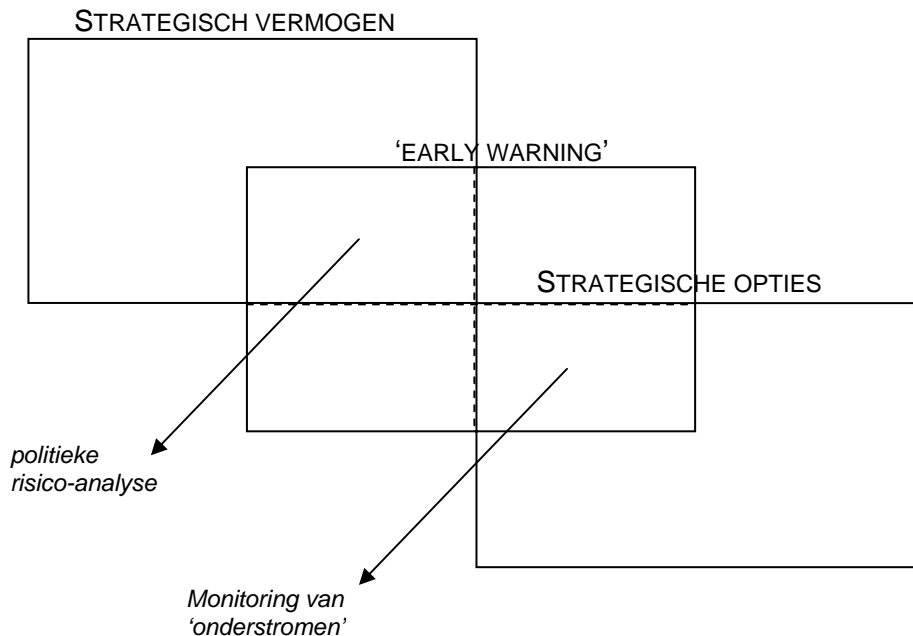 STRATEGISCH VERMOGEN
‘EARLY WARNING’
STRATEGISCHE OPTIES
politieke
risico-analyse
Monitoring van
‘onderstromen’